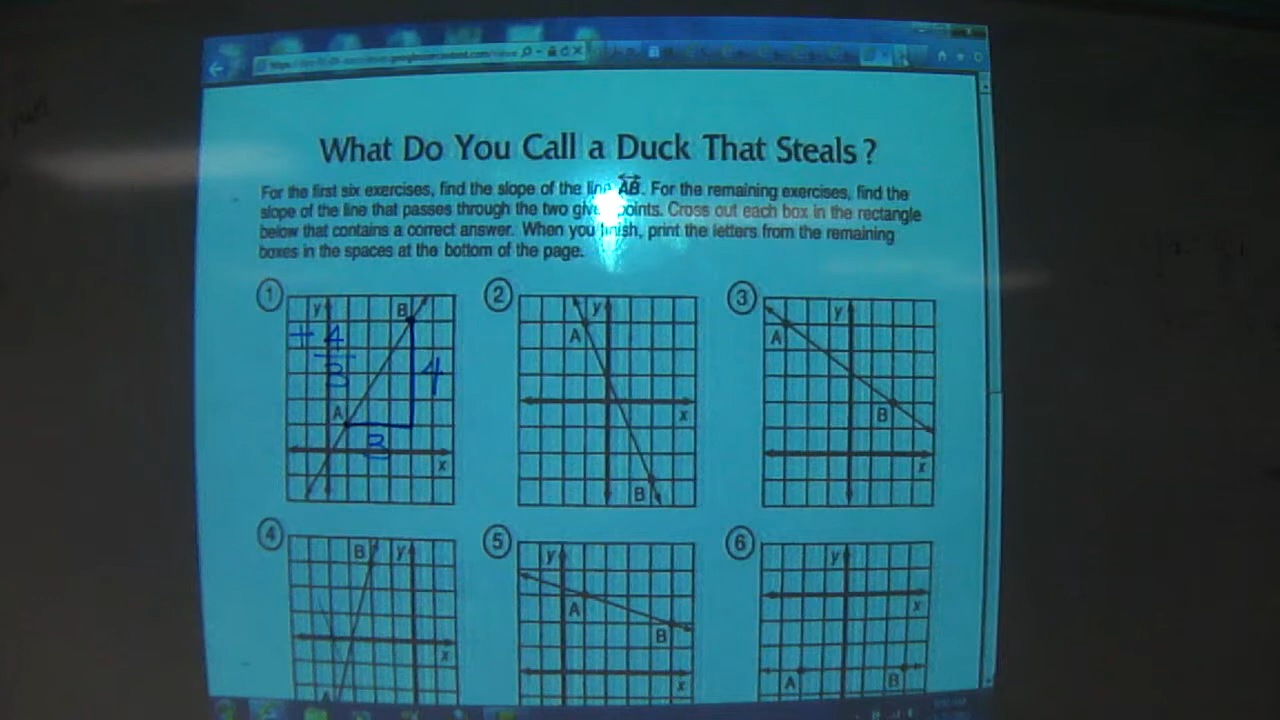 What Do You Call a Duck That Steals?
For the first six exercises, find the slope of the line AB. For the remaining exercises, find the
slope of the line that passes through the two given points. Cross out each box in the rectangle
below that contains a correct answer. When you finish, print the letters from the remaining
boxes in the spaces at the bottom of the page.
1
y
B
+ 4
3
4
A
3
x
2
y
A
x
B
3
y
A
B
x
4
B
y
x
A
5
y
A
B
x
6
y
x
A
B